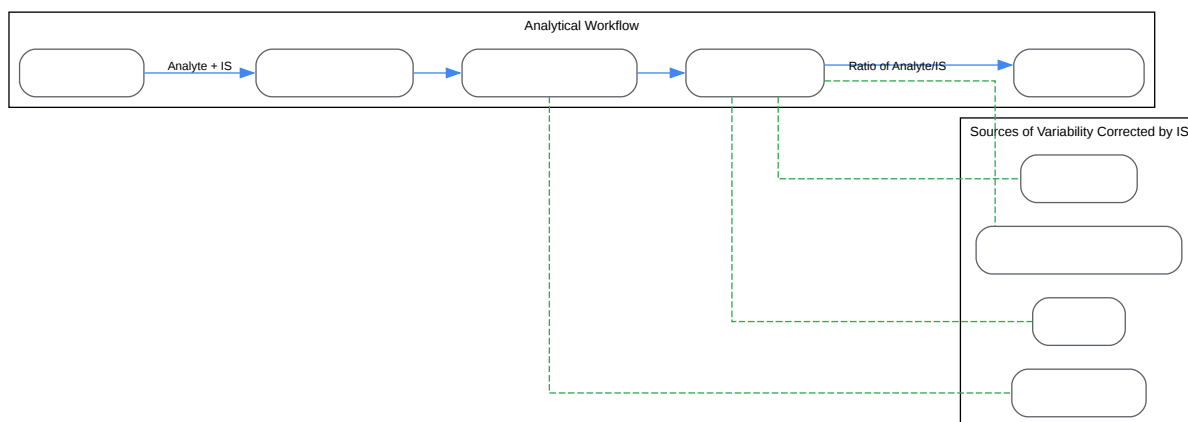 Analytical Workflow
Analyte + IS
Ratio of Analyte/IS
Sources of Variability Corrected by IS